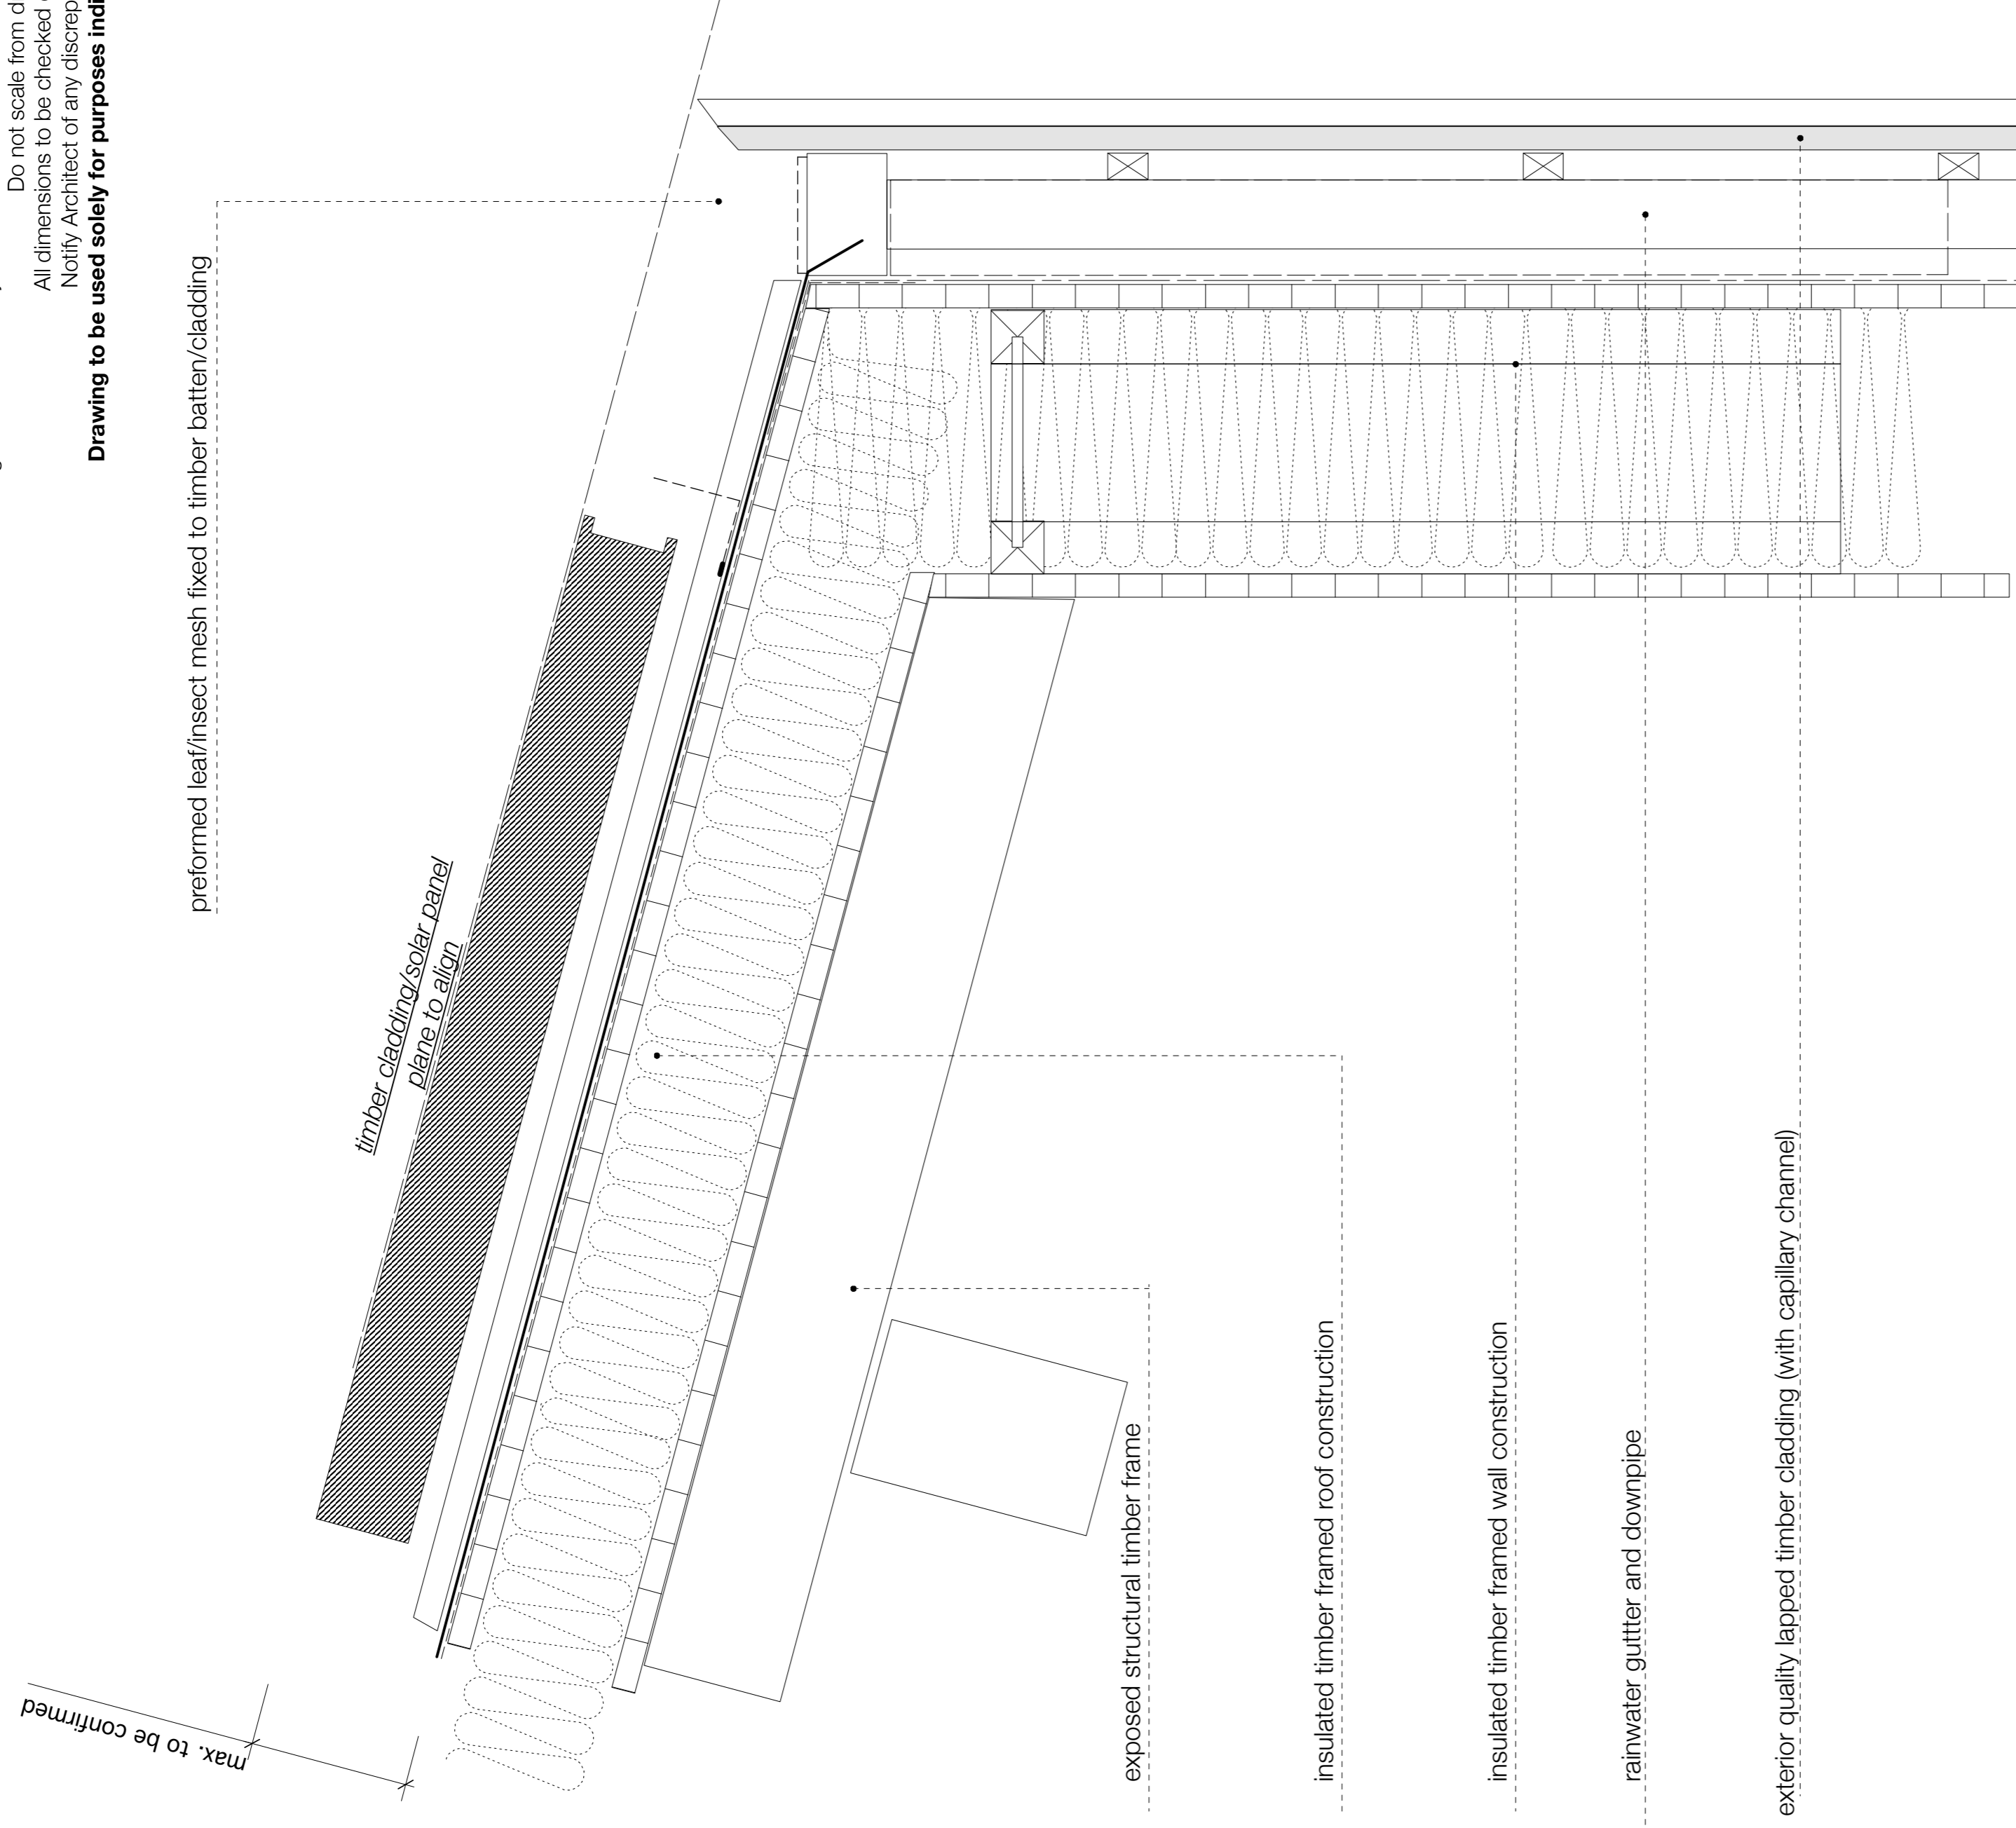 Do not scale from d
All dimensions to be checked
Notify Architect of any discrep
Drawing to be used solely for purposes indi
preformed leaf/insect mesh fixed to timber batten/cladding
timber cladding/solar panel
plane to align
max. to be confirmed
exposed structural timber frame
insulated timber framed roof construction
insulated timber framed wall construction
rainwater guttter and downpipe
exterior quality lapped timber cladding (with capillary channel)